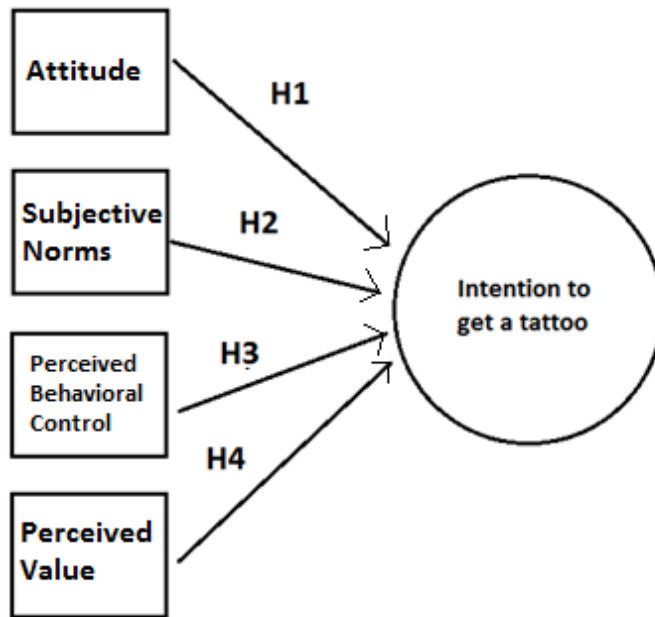 Attitude
H1
Subjective
Norms
H2
Intention to
get a tattoo
Perceived
Behavioral
Control
H3
H4
Perceived
Value